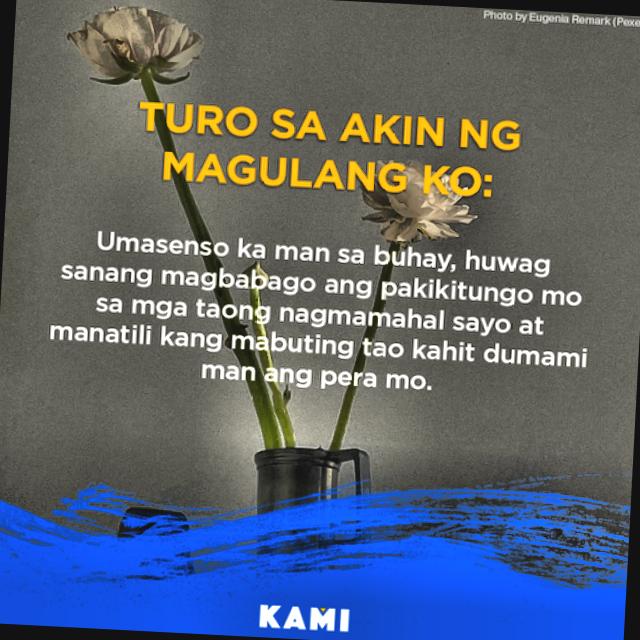 Photo by Eugenia Remark (Pexe
TURO SA AKIN NG
MAGULANG KO:
Umasenso ka man sa buhay, huwag
sanang magbabago ang pakikitungo mo
sa mga taong nagmamahal sayo at
manatili kang mabuting tao kahit dumami
man ang pera mo.
KAMI